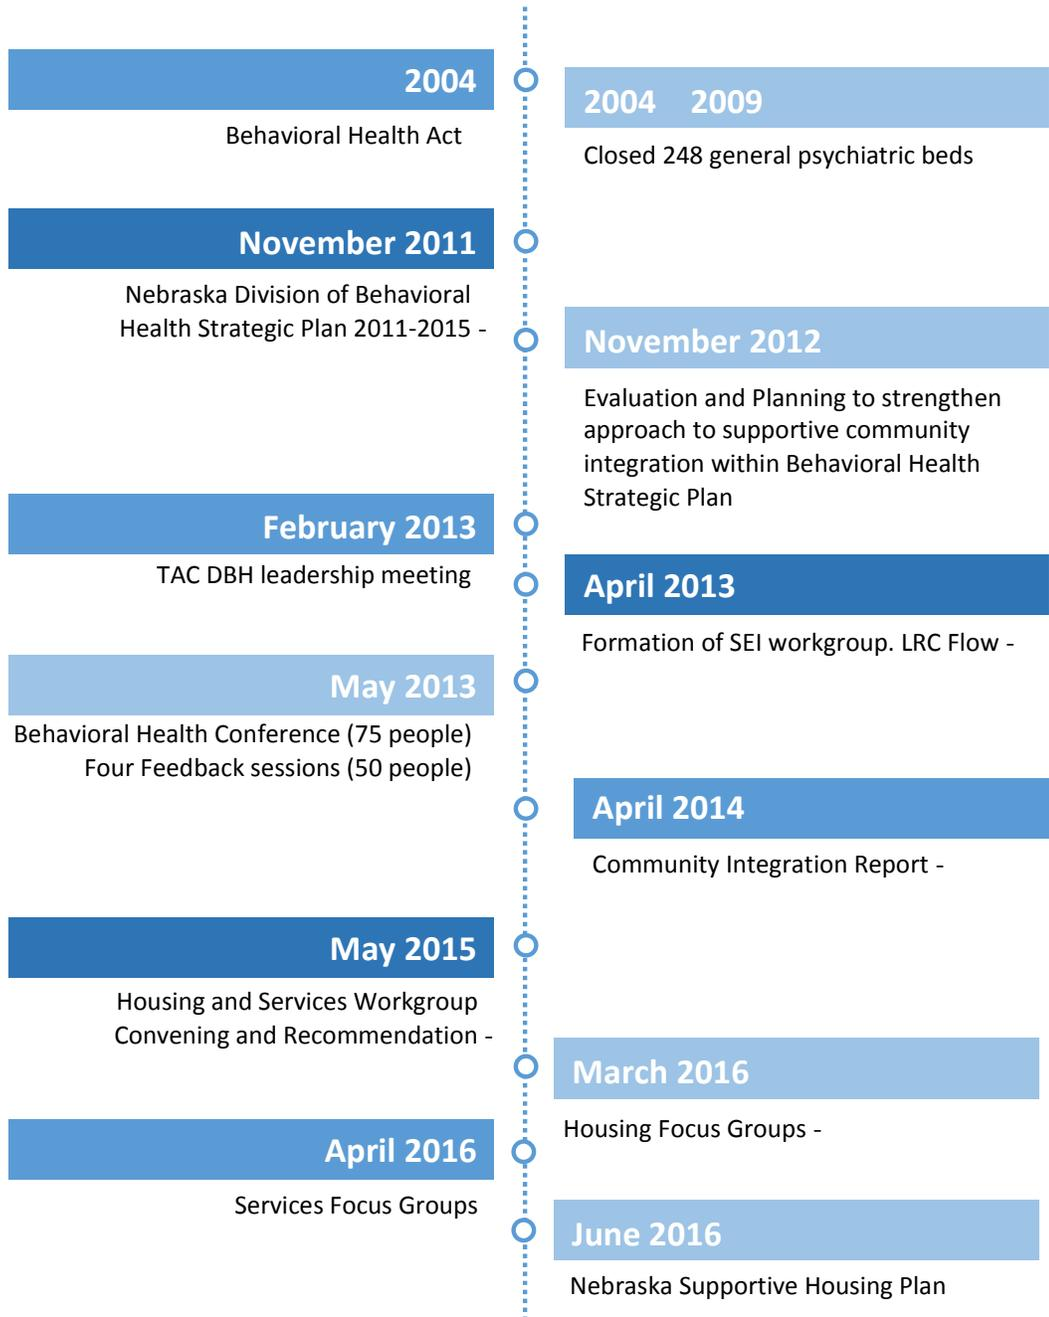 2004
Behavioral Health Act
2004 2009
Closed 248 general psychiatric beds
November 2011
Nebraska Division of Behavioral
Health Strategic Plan 2011-2015 -
November 2012
Evaluation and Planning to strengthen
approach to supportive community
integration within Behavioral Health
Strategic Plan
February 2013
TAC DBH leadership meeting
April 2013
Formation of SEI workgroup. LRC Flow -
May 2013
Behavioral Health Conference (75 people)
Four Feedback sessions (50 people)
April 2014
Community Integration Report -
May 2015
Housing and Services Workgroup
Convening and Recommendation -
March 2016
Housing Focus Groups -
April 2016
Services Focus Groups
June 2016
Nebraska Supportive Housing Plan